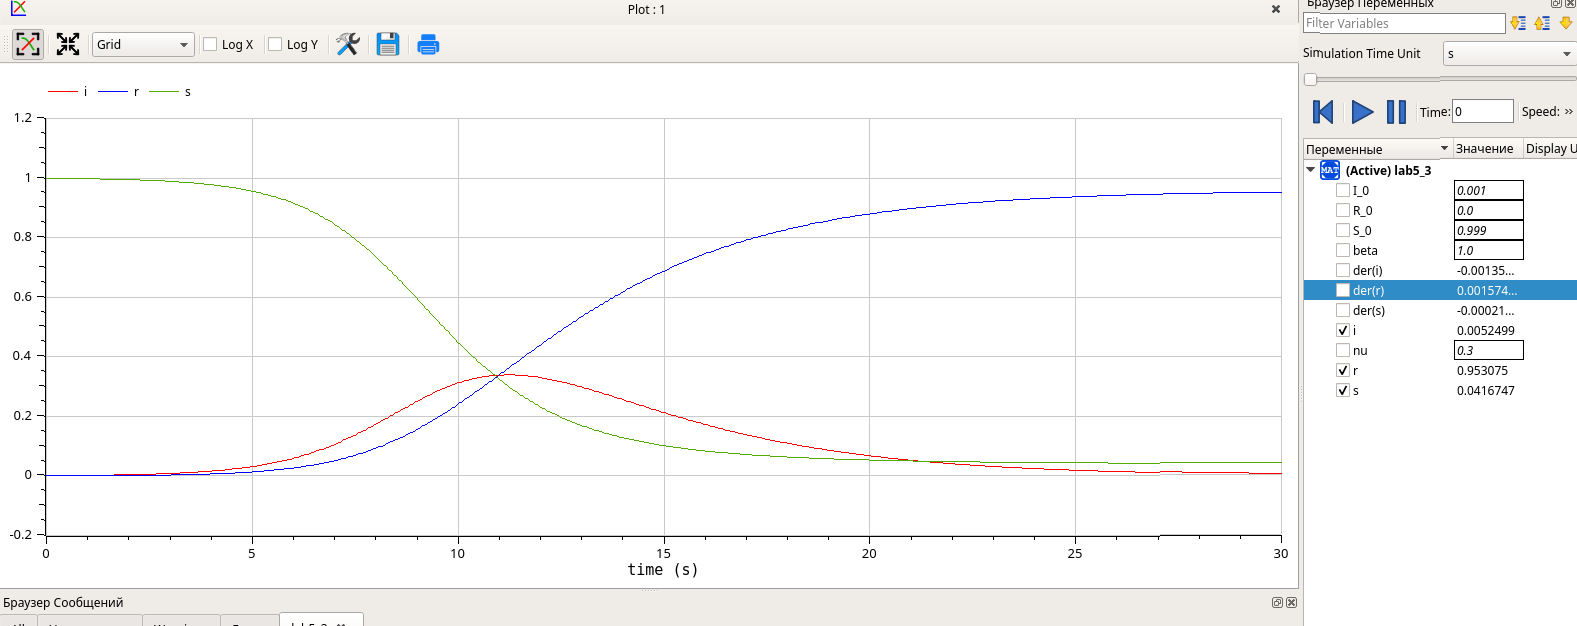 Plot : 1
Браузер Переменных
Grid
Log X
Log Y
Filter Variables
Simulation Time Unit
s
Time:
0
Speed:
»
i
r
s
Переменные
Значение
Display U
MAT
(Active) lab5_3
I_0
0.001
R_0
0.0
S_0
0.999
beta
1.0
der(i)
-0.00135...
der(r)
0.001574...
der(s)
-0.00021...
i
0.0052499
nu
0.3
r
0.953075
s
0.0416747
1.2
1
0.8
0.6
0.4
0.2
0
-0.2
0
5
10
15
20
25
30
time (s)
Браузер Сообщений